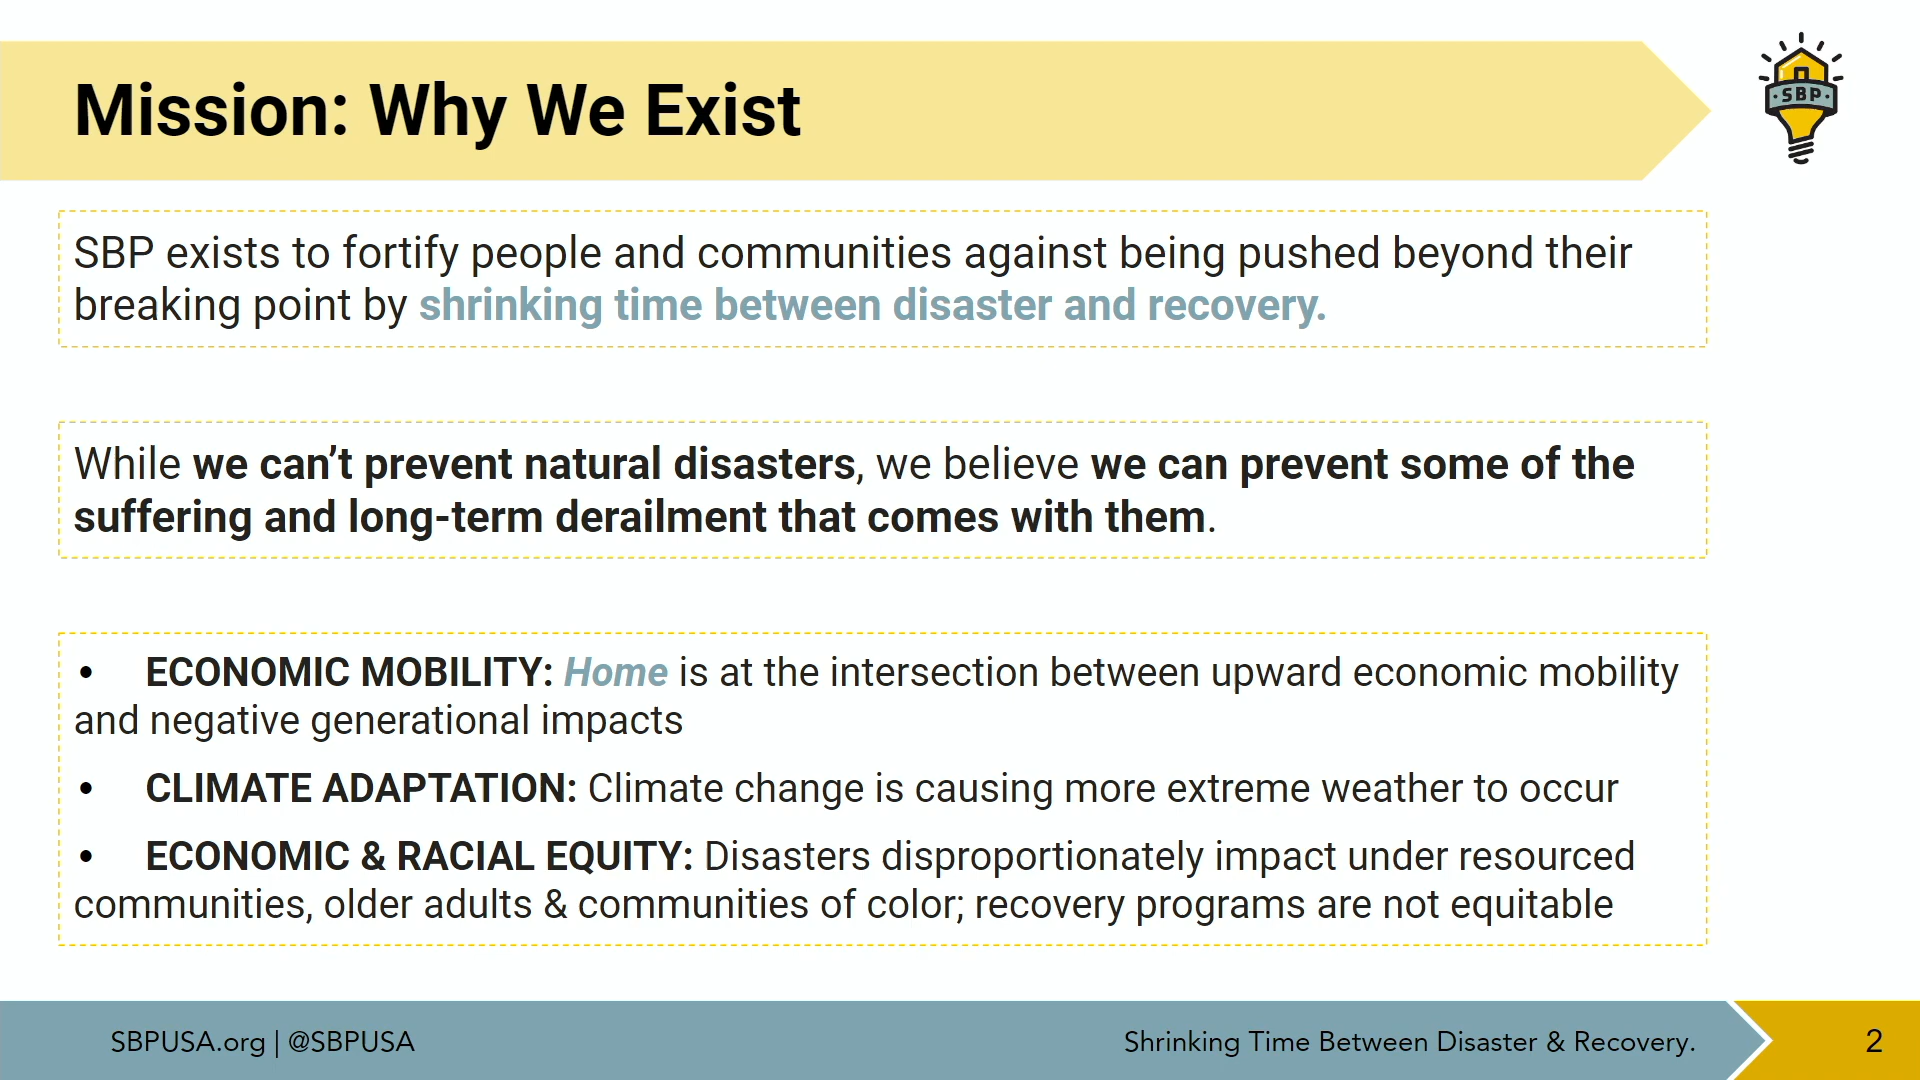 Mission: Why We Exist
SBP
SBP exists to fortify people and communities against being pushed beyond their
breaking point by shrinking time between disaster and recovery.
While we can’t prevent natural disasters, we believe we can prevent some of the
suffering and long-term derailment that comes with them.
• ECONOMIC MOBILITY: Home is at the intersection between upward economic mobility
and negative generational impacts
• CLIMATE ADAPTATION: Climate change is causing more extreme weather to occur
• ECONOMIC & RACIAL EQUITY: Disasters disproportionately impact under resourced
communities, older adults & communities of color; recovery programs are not equitable
SBPUSA.org | @SBPUSA
Shrinking Time Between Disaster & Recovery.
2